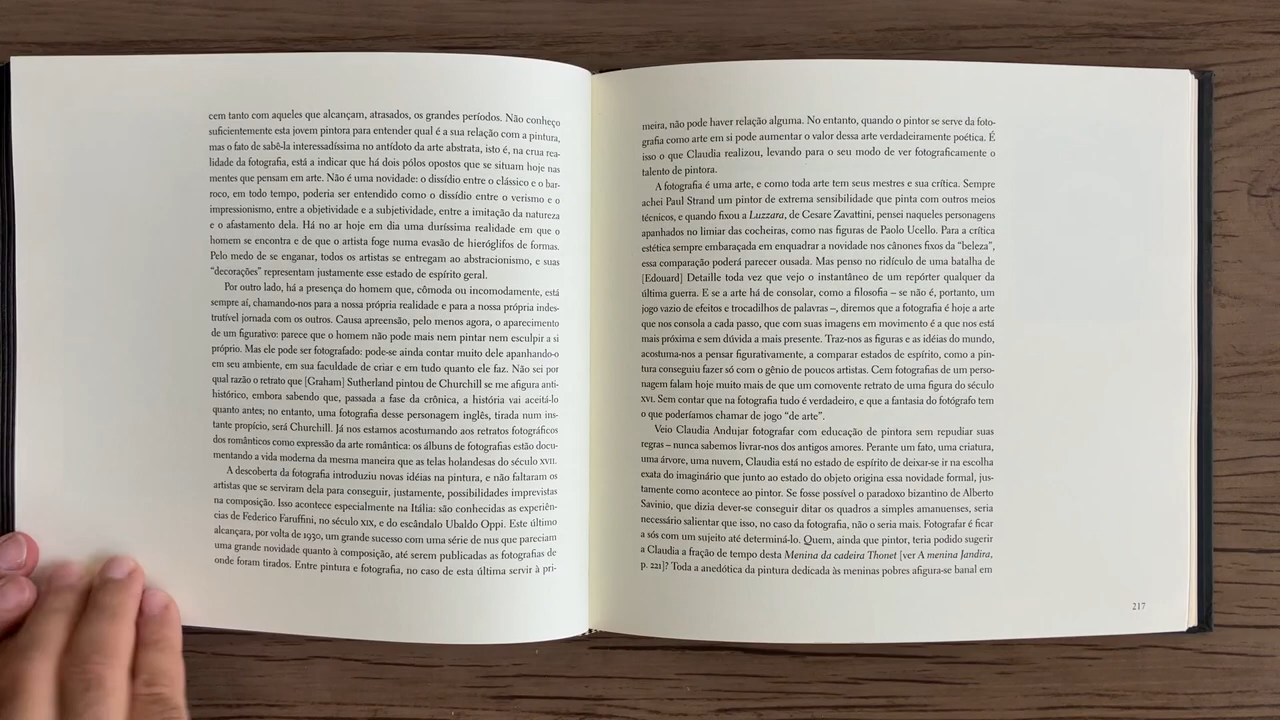 cem tanto com aqueles que alcançam, atrasados, os grandes períodos. Não conheço
suficientemente esta jovem pintora para entender qual é a sua relação com a pintura,
mas o fato de sabê-la interessadíssima no antídoto da arte abstrata, isto é, na crua rea-
lidade da fotografia, está a indicar que há dois pólos opostos que se situam hoje nas
mentes que pensam em arte. Não é uma novidade: o dissídio entre o clássico e o bar-
roco, em todo tempo, poderia ser entendido como o dissídio entre o verismo e o
impressionismo, entre a objetividade e a subjetividade, entre a imitação da natureza
e o afastamento dela. Há no ar hoje em dia uma duríssima realidade em que o
homem se encontra e de que o artista foge numa evasão de hieróglifos de formas.
Pelo medo de se enganar, todos os artistas se entregam ao abstracionismo, e suas
“decorações” representam justamente esse estado de espírito geral.
Por outro lado, há a presença do homem que, cômoda ou incomodamente, está
sempre aí, chamando-nos para a nossa própria realidade e para a nossa própria indes-
trutível jornada com os outros. Causa apreensão, pelo menos agora, o aparecimento
de um figurativo: parece que o homem não pode mais nem pintar nem esculpir a si
próprio. Mas ele pode ser fotografado: pode-se ainda contar muito dele apanhando-o
em seu ambiente, em sua faculdade de criar e em tudo quanto ele faz. Não sei por
qual razão o retrato que [Graham] Sutherland pintou de Churchill se me afigura anti-
histórico, embora sabendo que, passada a fase da crônica, a história vai aceitá-lo
quanto antes; no entanto, uma fotografia desse personagem inglês, tirada num ins-
tante propício, será Churchill. Já nos estamos acostumando aos retratos fotográficos
dos românticos como expressão da arte romântica: os álbuns de fotografias estão docu-
mentando a vida moderna da mesma maneira que as telas holandesas do século XVII.
A descoberta da fotografia introduziu novas idéias na pintura, e não faltaram os
artistas que se serviram dela para conseguir, justamente, possibilidades imprevistas
na composição. Isso acontece especialmente na Itália: são conhecidas as experiên-
cias de Federico Faruffini, no século XIX, e do escândalo Ubaldo Oppi. Este último
alcançara, por volta de 1930, um grande sucesso com uma série de nus que pareciam
uma grande novidade quanto à composição, até serem publicadas as fotografias de
onde foram tirados. Entre pintura e fotografia, no caso de esta última servir à pri-
meira, não pode haver relação alguma. No entanto, quando o pintor se serve da foto-
grafia como arte em si pode aumentar o valor dessa arte verdadeiramente poética. É
isso o que Claudia realizou, levando para o seu modo de ver fotograficamente o
talento de pintora.
A fotografia é uma arte, e como toda arte tem seus mestres e sua crítica. Sempre
achei Paul Strand um pintor de extrema sensibilidade que pinta com outros meios
técnicos, e quando fixou a Luzzara, de Cesare Zavattini, pensei naqueles personagens
apanhados no limiar das cocheiras, como nas figuras de Paolo Ucello. Para a crítica
estética sempre embaraçada em enquadrar a novidade nos cânones fixos da “beleza”,
essa comparação poderá parecer ousada. Mas penso no ridículo de uma batalha de
[Edouard] Detaille toda vez que vejo o instantâneo de um repórter qualquer da
última guerra. E se a arte há de consolar, como a filosofia – se não é, portanto, um
jogo vazio de efeitos e trocadilhos de palavras –, diremos que a fotografia é hoje a arte
que nos consola a cada passo, que com suas imagens em movimento é a que nos está
mais próxima e sem dúvida a mais presente. Traz-nos as figuras e as idéias do mundo,
acostuma-nos a pensar figurativamente, a comparar estados de espírito, como a pin-
tura conseguiu fazer só com o gênio de poucos artistas. Cem fotografias de um perso-
nagem falam hoje muito mais de que um comovente retrato de uma figura do século
XVI. Sem contar que na fotografia tudo é verdadeiro, e que a fantasia do fotógrafo tem
o que poderíamos chamar de jogo “de arte”.
Veio Claudia Andujar fotografar com educação de pintora sem repudiar suas
regras – nunca sabemos livrar-nos dos antigos amores. Perante um fato, uma criatura,
uma árvore, uma nuvem, Claudia está no estado de espírito de deixar-se ir na escolha
exata do imaginário que junto ao estado do objeto origina essa novidade formal, jus-
tamente como acontece ao pintor. Se fosse possível o paradoxo bizantino de Alberto
Savinio, que dizia dever-se conseguir ditar os quadros a simples amanuenses, seria
necessário salientar que isso, no caso da fotografia, não o seria mais. Fotografar é ficar
a sós com um sujeito até determiná-lo. Quem, ainda que pintor, teria podido sugerir
a Claudia a fração de tempo desta Menina da cadeira Thonet [ver A menina Jandira,
p. 221]? Toda a anedótica da pintura dedicada às meninas pobres afigura-se banal em
217